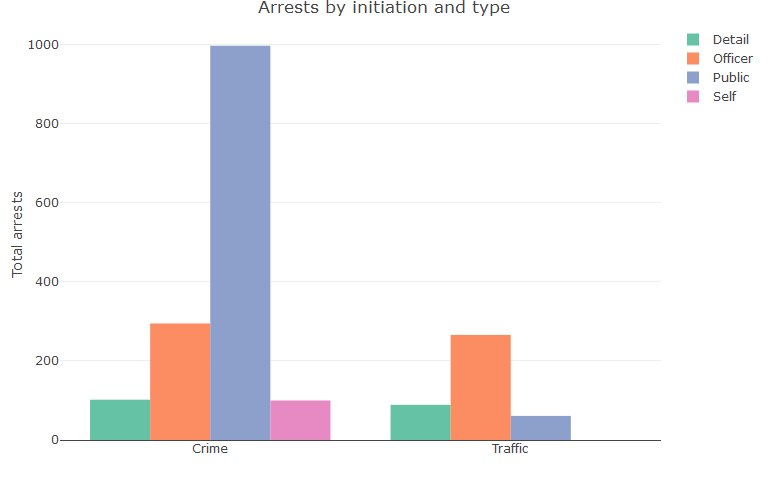 Arrests by initiation and type
Total arrests
1000
800
600
400
200
0
Crime
Traffic
Detail
Officer
Public
Self